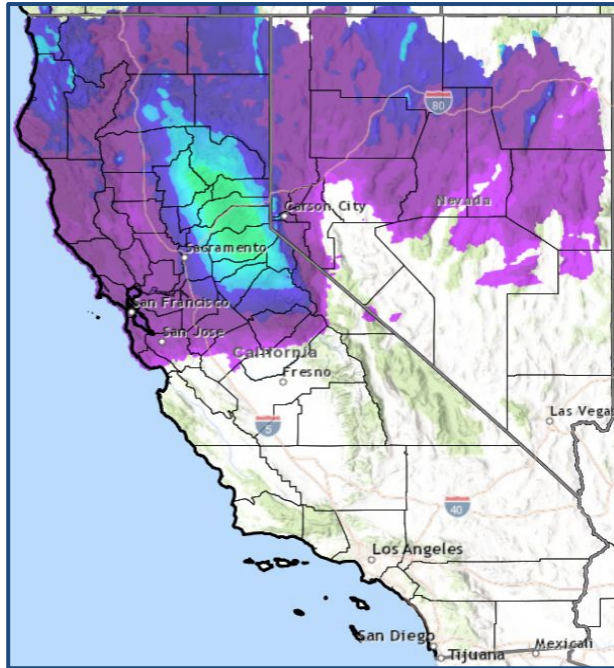 80
Nevada
Carson City
Sacramento
San Francisco
San Jose
California
Fresno
5
Las Vegas
40
Los Angeles
San Diego
Tijuana
Mexicali